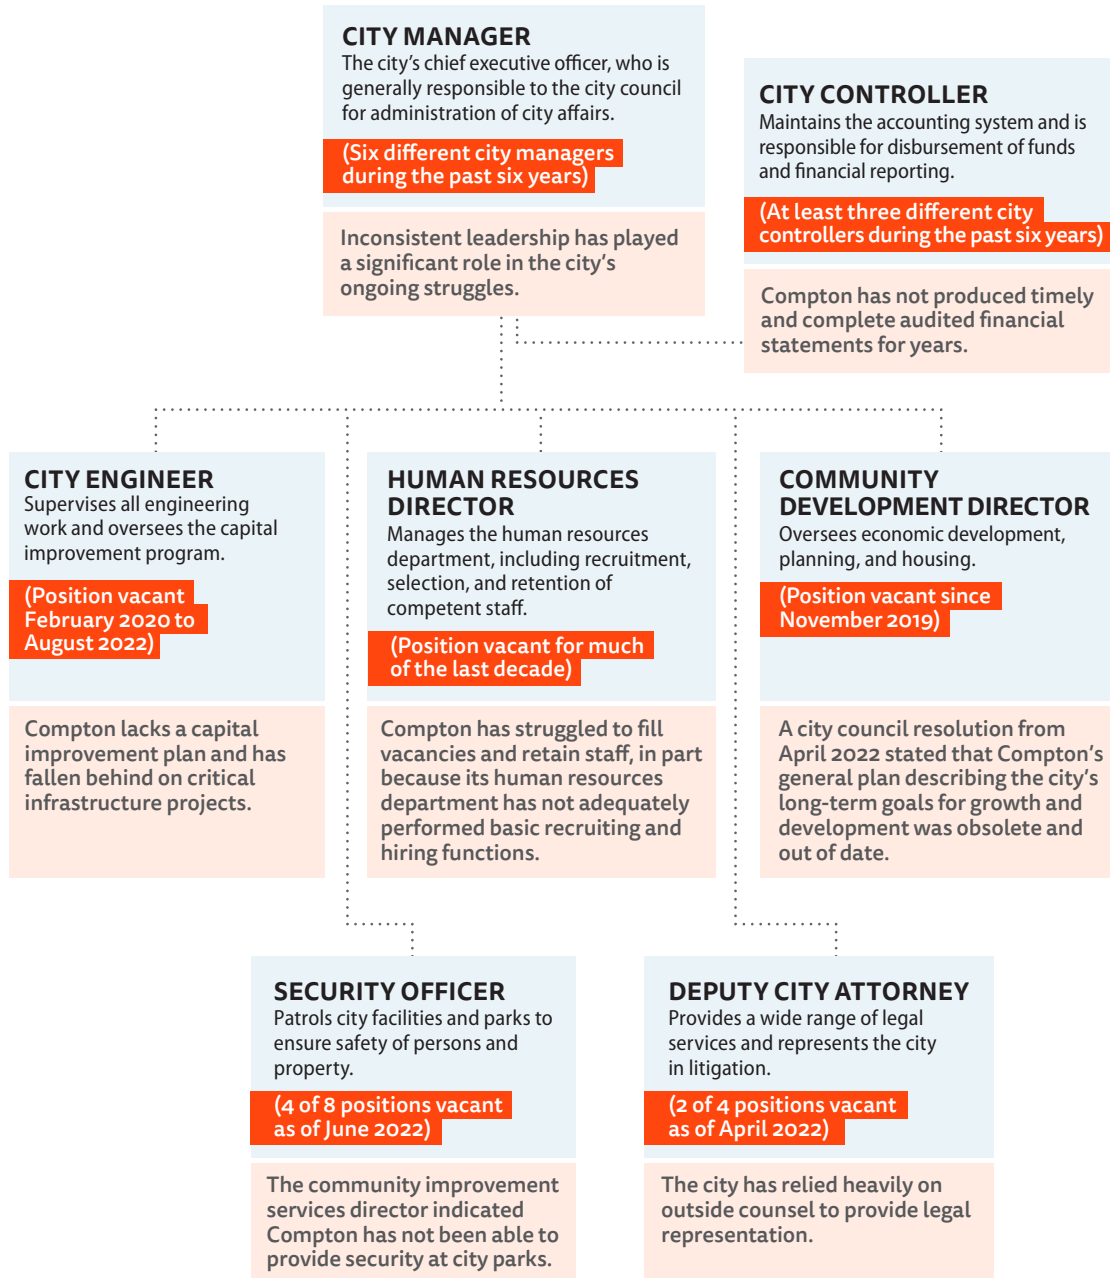 CITY MANAGER
The city’s chief executive officer, who is
generally responsible to the city council
for administration of city affairs.
(Six different city managers
during the past six years)
Inconsistent leadership has played
a significant role in the city’s
ongoing struggles.
CITY CONTROLLER
Maintains the accounting system and is
responsible for disbursement of funds
and financial reporting.
(At least three different city
controllers during the past six years)
Compton has not produced timely
and complete audited financial
statements for years.
CITY ENGINEER
Supervises all engineering
work and oversees the capital
improvement program.
(Position vacant
February 2020 to
August 2022)
Compton lacks a capital
improvement plan and has
fallen behind on critical
infrastructure projects.
HUMAN RESOURCES
DIRECTOR
Manages the human resources
department, including recruitment,
selection, and retention of
competent staff.
(Position vacant for much
of the last decade)
Compton has struggled to fill
vacancies and retain staff, in part
because its human resources
department has not adequately
performed basic recruiting and
hiring functions.
COMMUNITY
DEVELOPMENT DIRECTOR
Oversees economic development,
planning, and housing.
(Position vacant since
November 2019)
A city council resolution from
April 2022 stated that Compton’s
general plan describing the city’s
long-term goals for growth and
development was obsolete and
out of date.
SECURITY OFFICER
Patrols city facilities and parks to
ensure safety of persons and
property.
(4 of 8 positions vacant
as of June 2022)
The community improvement
services director indicated
Compton has not been able to
provide security at city parks.
DEPUTY CITY ATTORNEY
Provides a wide range of legal
services and represents the city
in litigation.
(2 of 4 positions vacant
as of April 2022)
The city has relied heavily on
outside counsel to provide legal
representation.